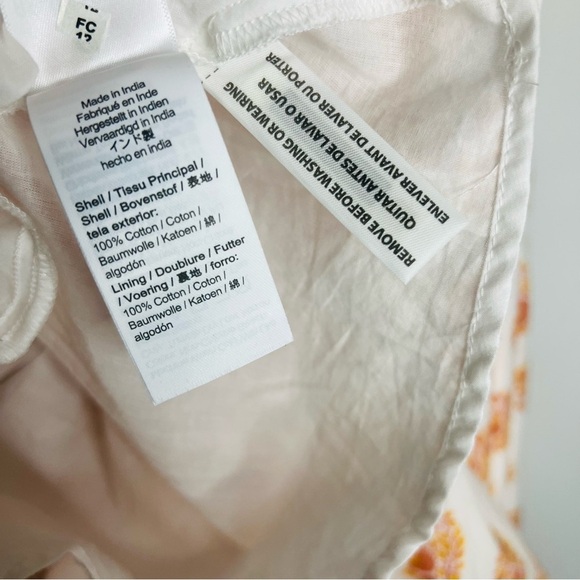 FC
Made in India
Fabriqué en Inde
Hergestellt in Indien
Vervaardigd in India
インド製
hecho en india
Shell / Tissu Principal /
Shell / Bovenstof / 表地 /
tela exterior:
100% Cotton / Coton /
Baumwolle / Katoen / 綿 /
algodón
Lining / Doublure / Futter
/ Voering / 裏地 / forro:
100% Cotton / Coton /
Baumwolle / Katoen / 綿 /
algodón
REMOVE BEFORE WASHING OR WEARING
QUITAR ANTES DE LAVAR O USAR
ENLEVER AVANT DE LAVER OU PORTER